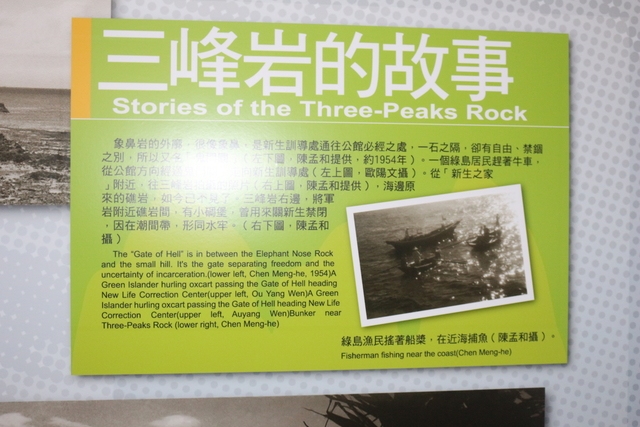 三峰岩的故事
Stories of the Three-Peaks Rock
象鼻岩的外廓，是新生訓導處通往公館必經之處，一石之隔，卻有自由、禁錮
之別，所以又 左下圖，陳孟和提供，約1954年）。一個綠島居民趕著牛車，
從公館方向經 新生訓導處（左上圖，歐陽文攝）。從「新生之家
」附近，往三峰 （右上圖，陳孟和提供），海邊原
來的礁岩，如今已不見了。三峰岩右邊，將軍
岩附近礁岩間，有小碉堡，曾用來關新生禁閉
，因在潮間帶，形同水牢。（右下圖，陳孟和
攝）
The "Gate of Hell" is in between the Elephant Nose Rock
and the small hill. It's the gate separating freedom and the
uncertainty of incarceration.(lower left, Chen Meng-he, 1954)A
Green Islander hurling oxcart passing the Gate of Hell heading
New Life Correction Center(upper left, Ou Yang Wen)A Green
Islander hurling oxcart passing the Gate of Hell heading New Life
Correction Center(upper left, Auyang Wen)Bunker near
Three-Peaks Rock (lower right, Chen Meng-he)
綠島漁民搖著船槳，在近海捕魚（陳孟和攝）。
Fisherman fishing near the coast(Chen Meng-he)